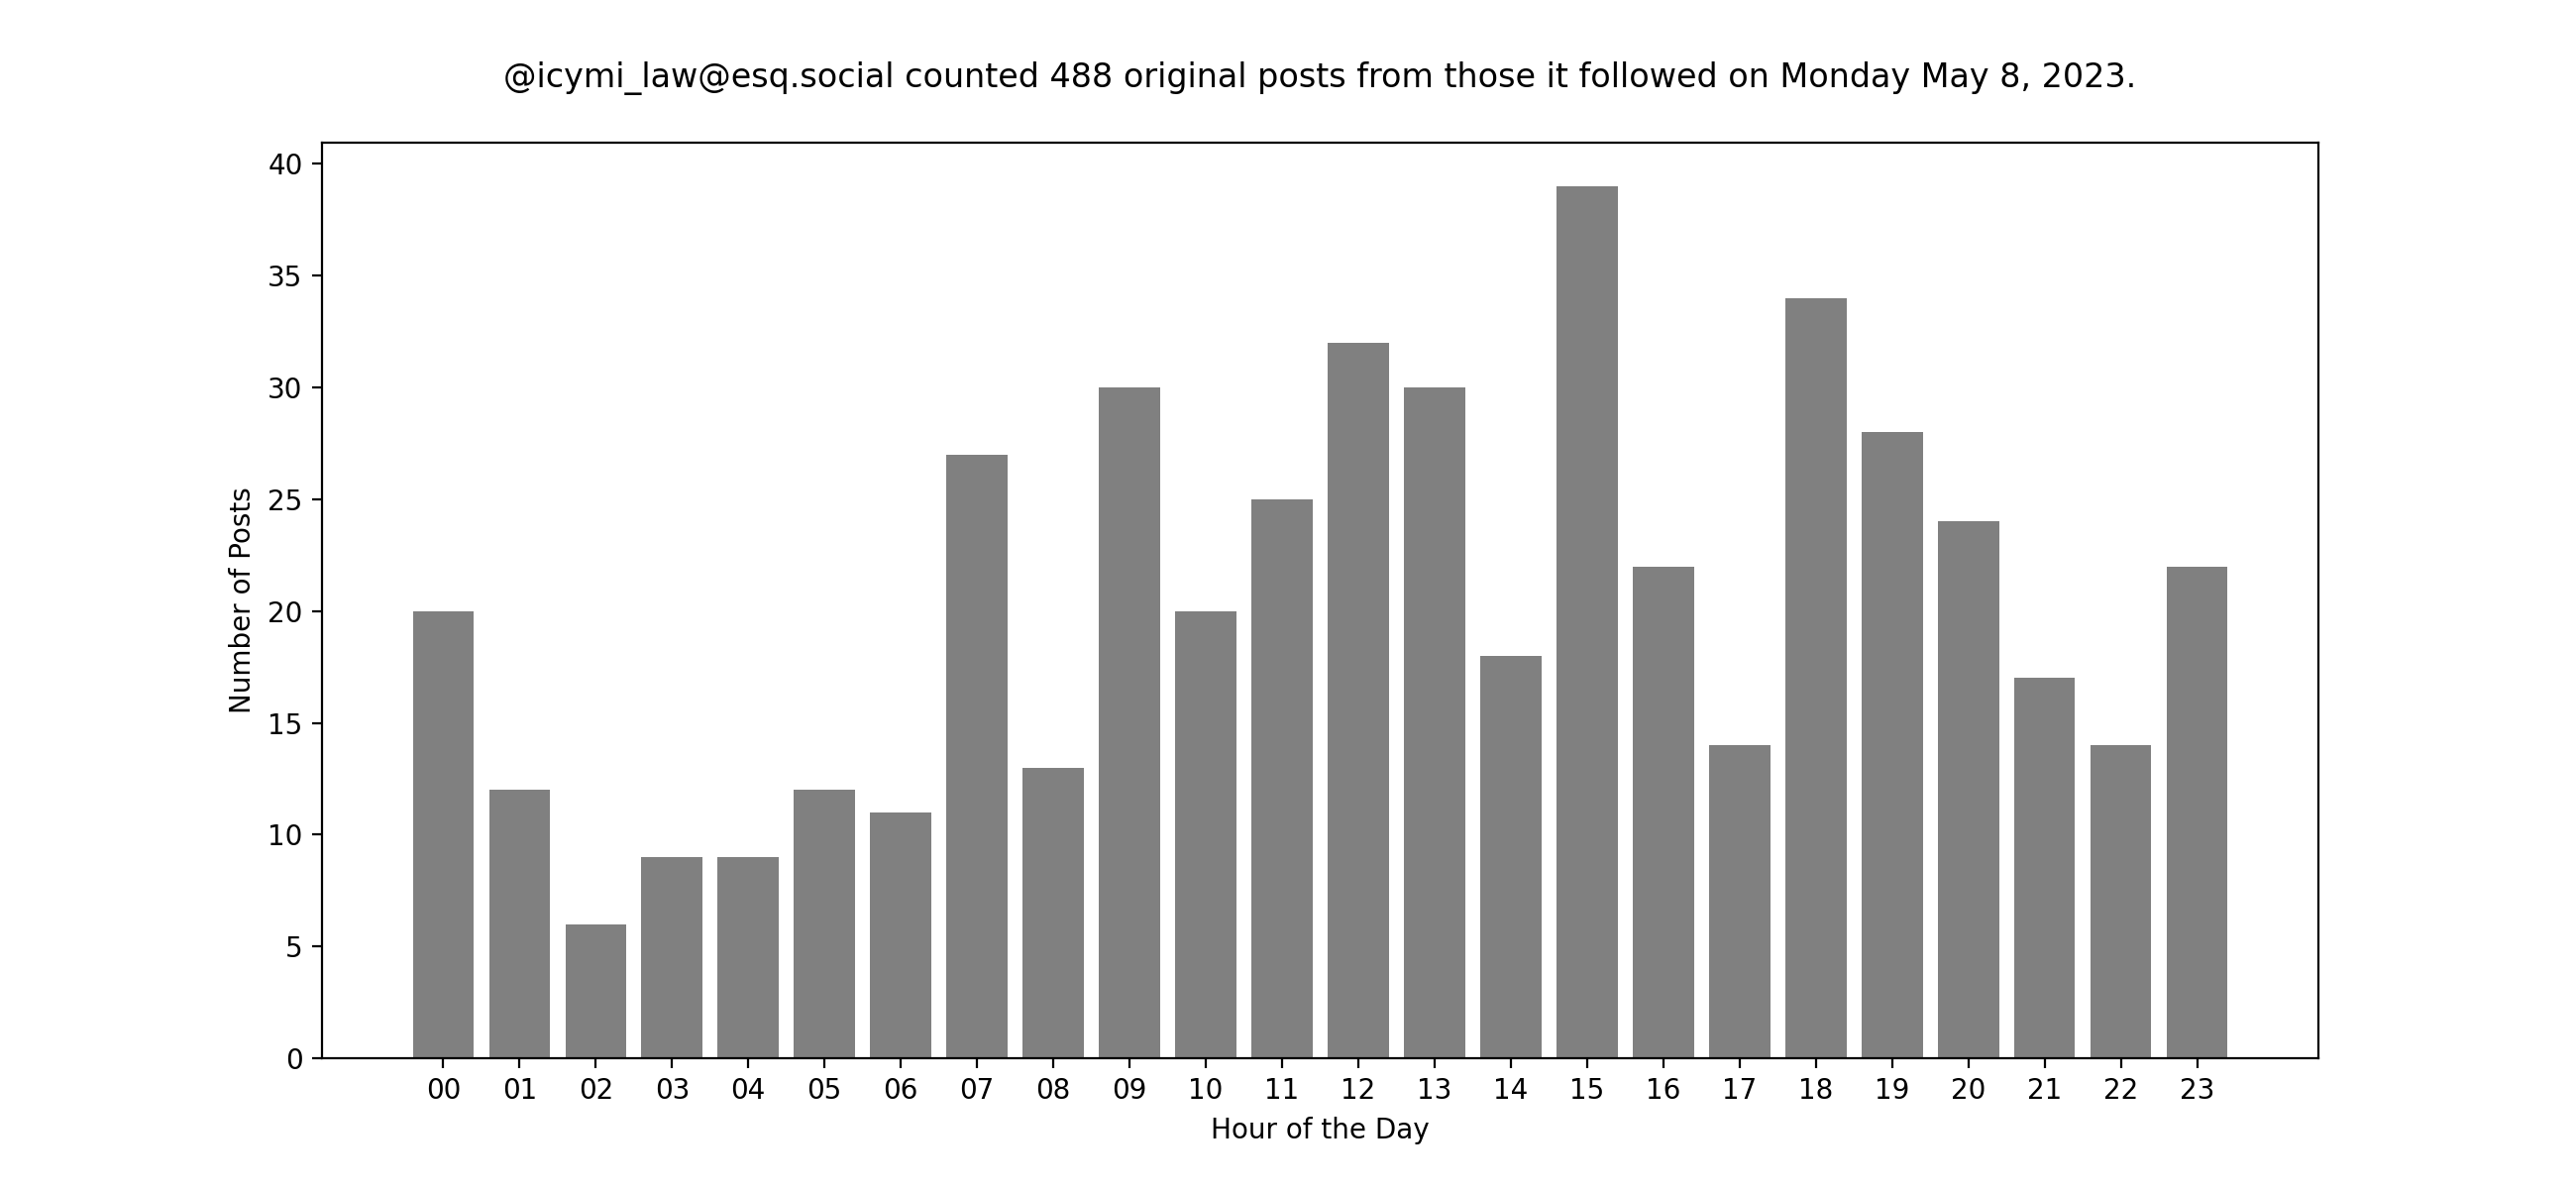 @icymi_law@esq.social counted 488 original posts from those it followed on Monday May 8, 2023.
40
35
30
25
20
15
10
5
0
Number of Posts
00 01 02 03 04 05 06 07 08 09 10 11 12 13 14 15 16 17 18 19 20 21 22 23
Hour of the Day